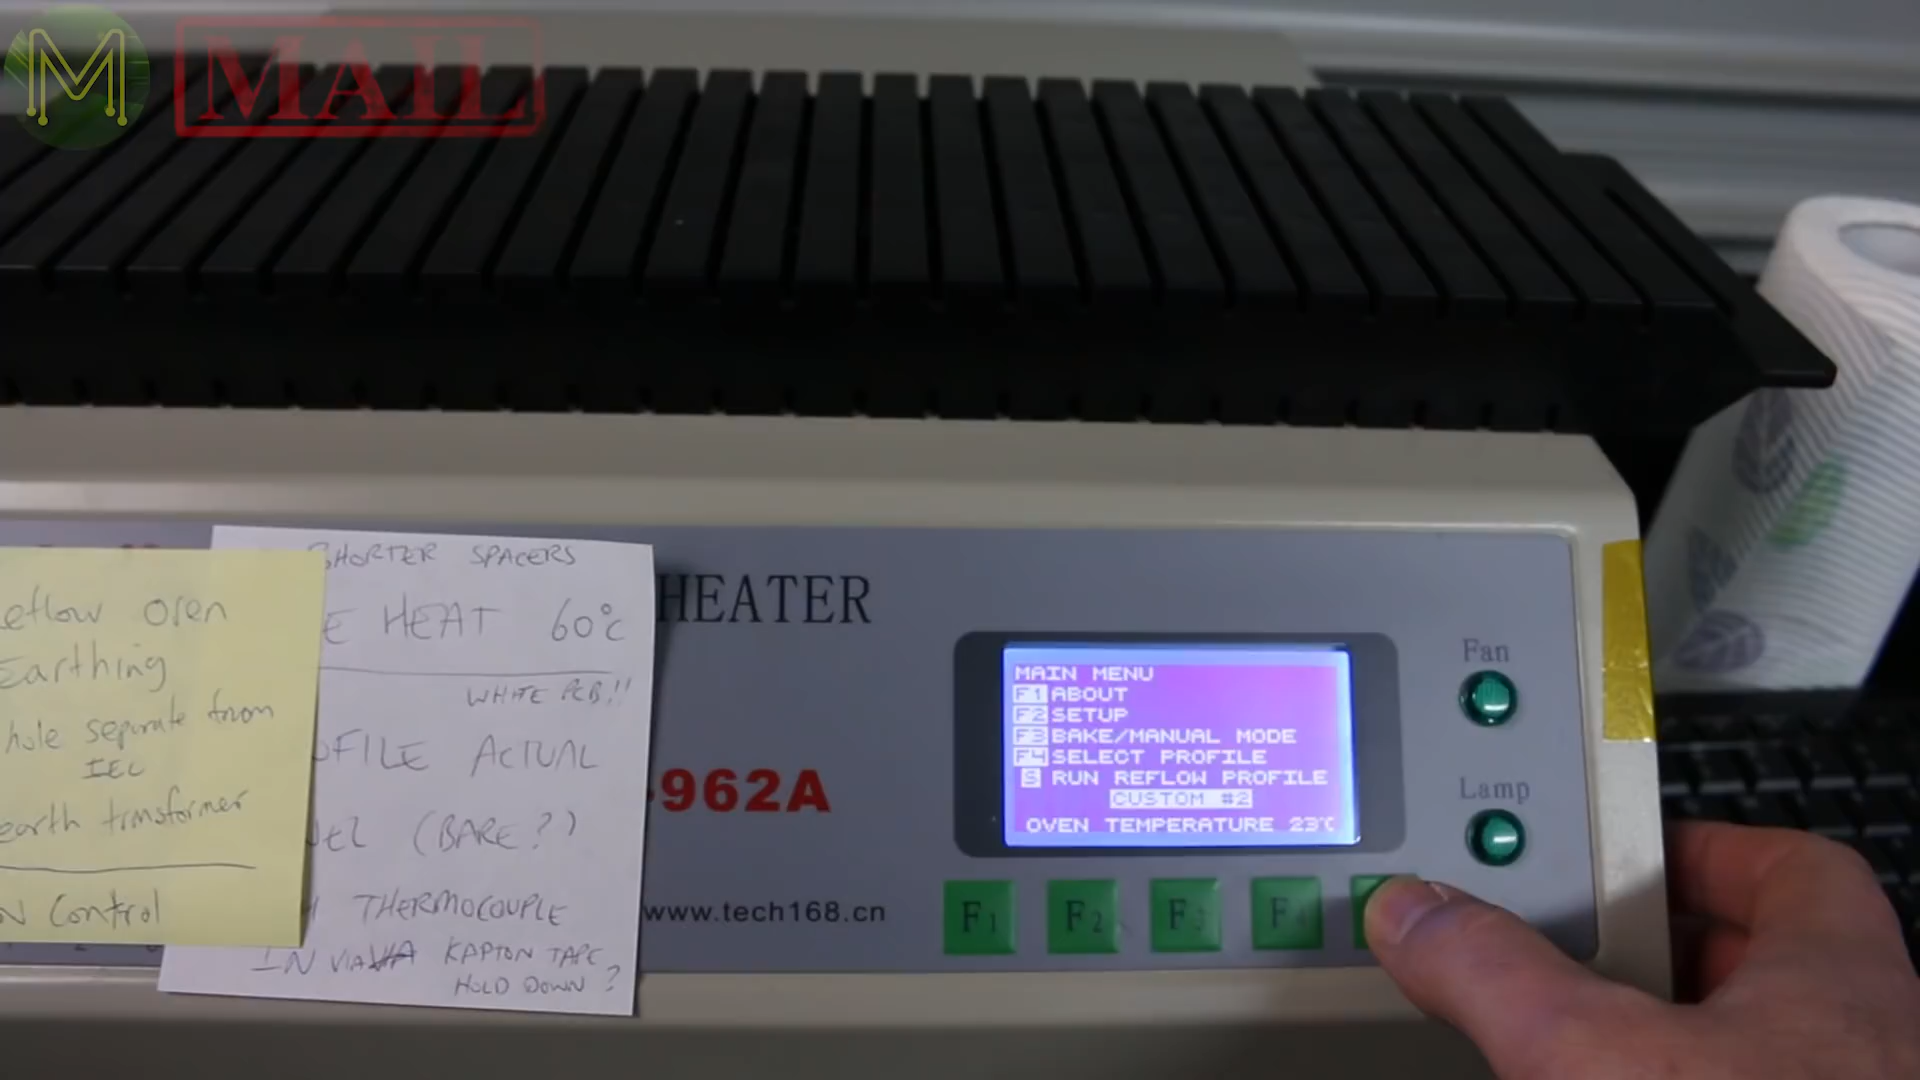 M
MAIL
SHORTER SPACERS
HEAT 60°C
WHITE PCB!!
ACTUAL
(BARE?)
THERMOCOUPLE
IN VIA KAPTON TAPE
HOLD DOWN?
eflow oven
Earthing
hole separate from
IEC
earth transformer
Control
HEATER
-962A
www.tech168.cn
MAIN MENU
F1 ABOUT
F2 SETUP
F3 BAKE/MANUAL MODE
F4 SELECT PROFILE
S RUN REFLOW PROFILE
CUSTOM #2
OVEN TEMPERATURE 23°C
Fan
Lamp
F1 F2 F3 F4